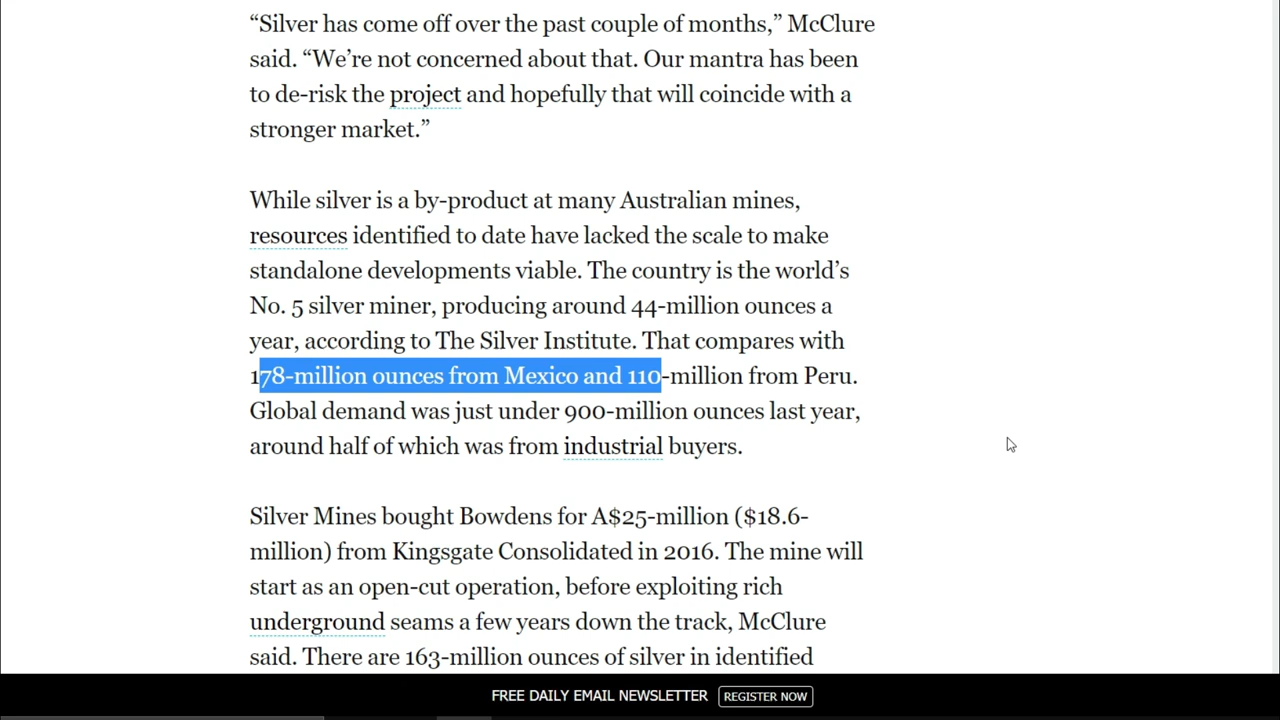 “Silver has come off over the past couple of months,” McClure
said. “We’re not concerned about that. Our mantra has been
to de-risk the project and hopefully that will coincide with a
stronger market.”
While silver is a by-product at many Australian mines,
resources identified to date have lacked the scale to make
standalone developments viable. The country is the world’s
No. 5 silver miner, producing around 44-million ounces a
year, according to The Silver Institute. That compares with
178-million ounces from Mexico and 110-million from Peru.
Global demand was just under 900-million ounces last year,
around half of which was from industrial buyers.
Silver Mines bought Bowdens for A$25-million ($18.6-
million) from Kingsgate Consolidated in 2016. The mine will
start as an open-cut operation, before exploiting rich
underground seams a few years down the track, McClure
said. There are 163-million ounces of silver in identified
FREE DAILY EMAIL NEWSLETTER REGISTER NOW